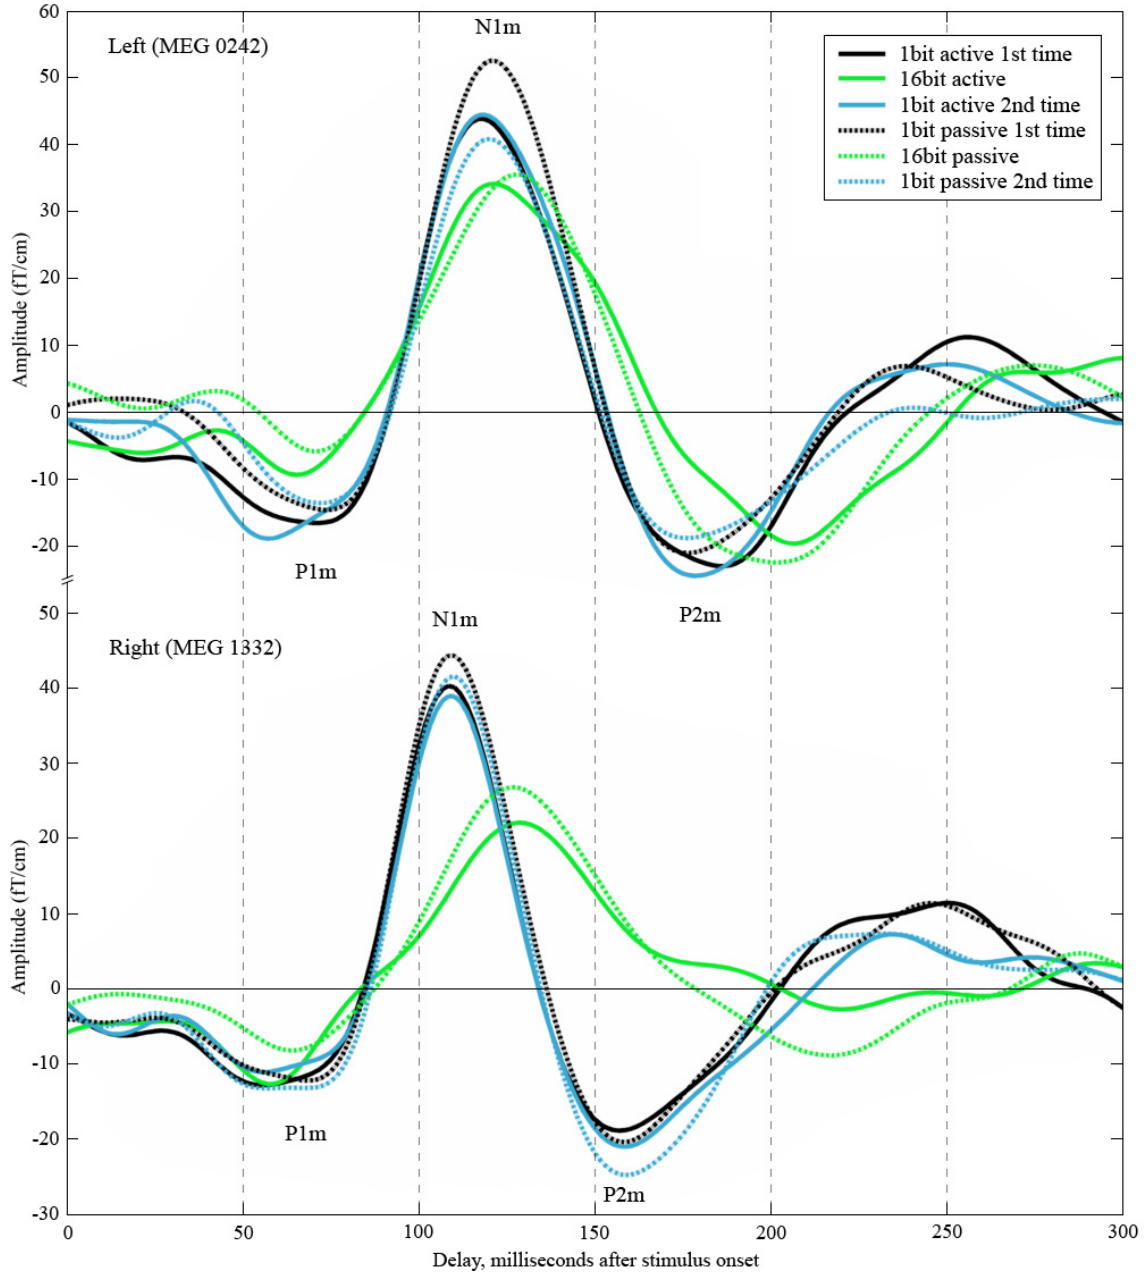 60
50
40
30
20
10
0
-10
-20
Amplitude (fT/cm)
Left (MEG 0242)
N1m
P1m
P2m
1bit active 1st time
16bit active
1bit active 2nd time
1bit passive 1st time
16bit passive
1bit passive 2nd time
50
40
30
20
10
0
-10
-20
-30
Amplitude (fT/cm)
Right (MEG 1332)
N1m
P1m
P2m
0 50 100 150 200 250 300
Delay, milliseconds after stimulus onset